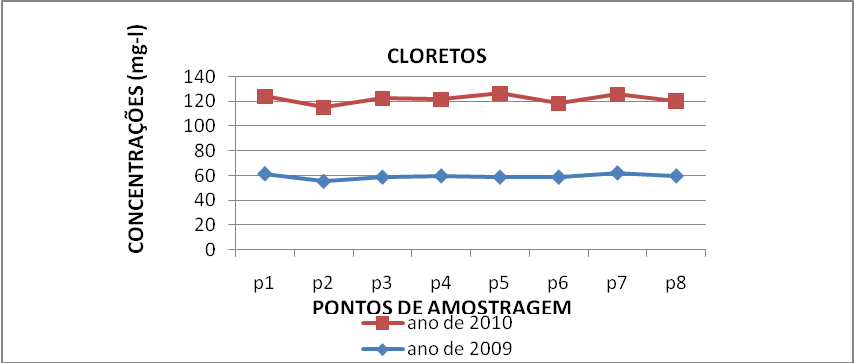 CLORETOS
CONCENTRAÇÕES (mg-l)
140
120
100
80
60
40
20
0
p1 p2 p3 p4 p5 p6 p7 p8
PONTOS DE AMOSTRAGEM
ano de 2010
ano de 2009